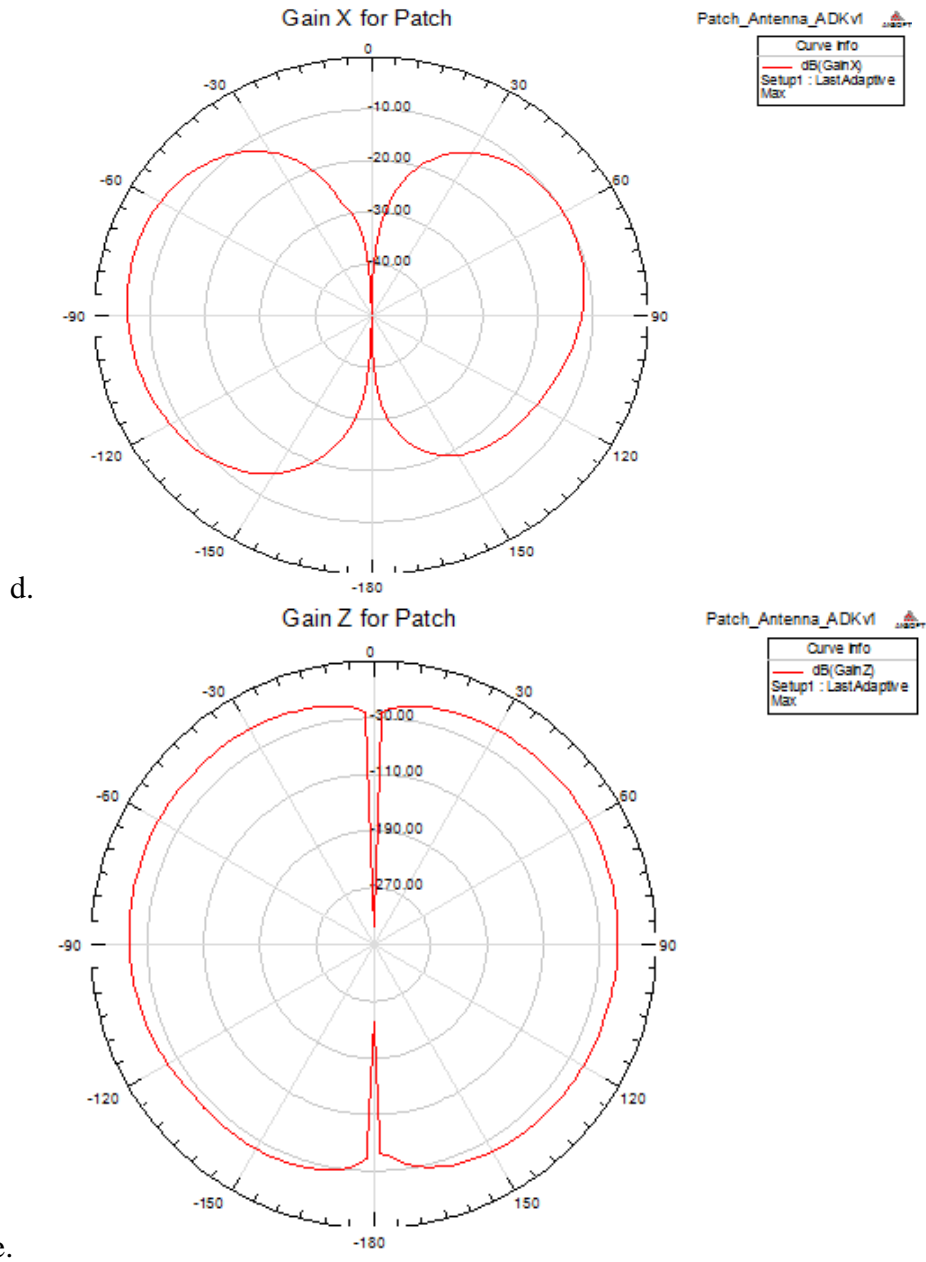 Gain X for Patch
Patch_Antenna_ADKv1
ANSOFT
Curve Info
dB(GainX)
Setup1 : LastAdaptive
Max
0
-30
30
-10.00
-20.00
-60
60
-30.00
-40.00
-90
90
-120
120
-150
150
-180
d.
Gain Z for Patch
Patch_Antenna_ADKv1
ANSOFT
Curve Info
dB(GainZ)
Setup1 : LastAdaptive
Max
0
-30
30
-30.00
-110.00
-60
60
-190.00
-270.00
-90
90
-120
120
-150
150
-180
e.